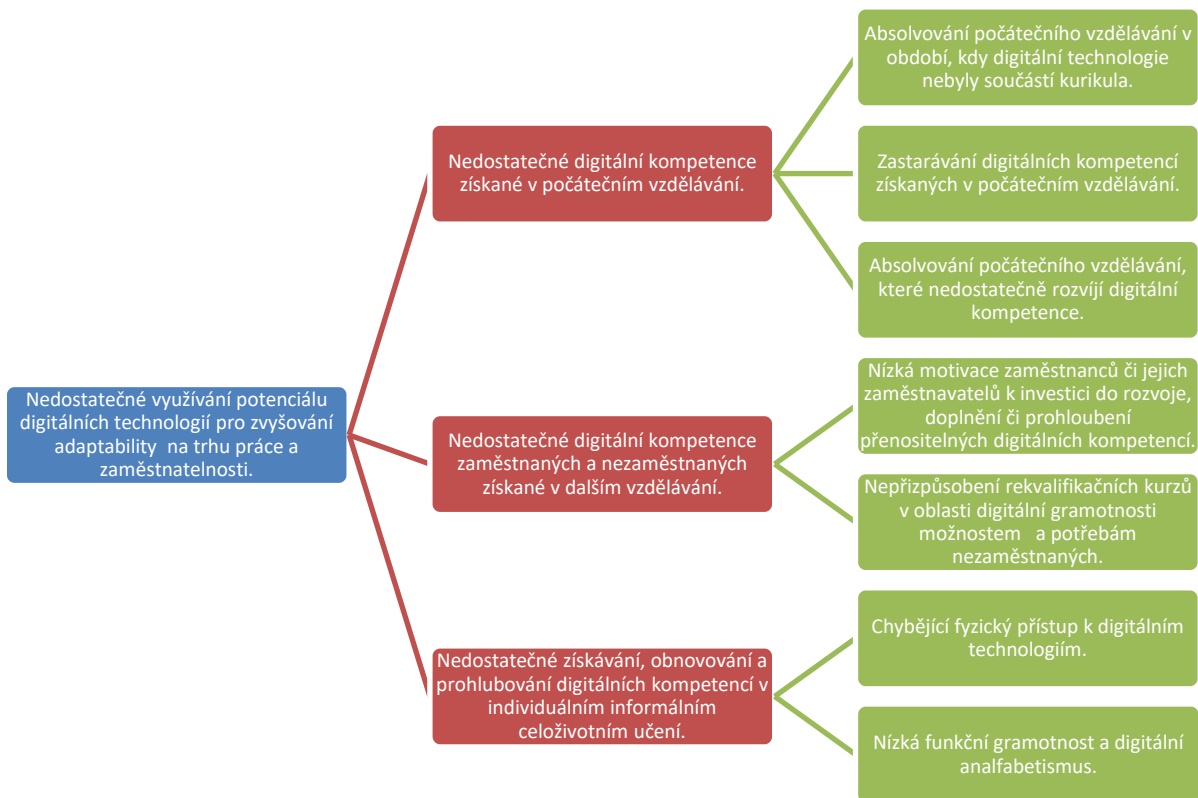 Nedostatečné využívání potenciálu
digitálních technologií pro zvyšování
adaptability na trhu práce a
zaměstnatelnosti.
Nedostatečné digitální kompetence
získané v počátečním vzdělávání.
Absolvování počátečního vzdělávání v
období, kdy digitální technologie
nebyly součástí kurikula.
Zastarávání digitálních kompetencí
získaných v počátečním vzdělávání.
Absolvování počátečního vzdělávání,
které nedostatečně rozvíjí digitální
kompetence.
Nedostatečné digitální kompetence
zaměstnaných a nezaměstnaných
získané v dalším vzdělávání.
Nízká motivace zaměstnanců či jejich
zaměstnavatelů k investici do rozvoje,
doplnění či prohloubení
přenositelných digitálních kompetencí.
Nepřizpůsobení rekvalifikačních kurzů
v oblasti digitální gramotnosti
možnostem a potřebám
nezaměstnaných.
Nedostatečné získávání, obnovování a
prohlubování digitálních kompetencí v
individuálním informálním
celoživotním učení.
Chybějící fyzický přístup k digitálním
technologiím.
Nízká funkční gramotnost a digitální
analfabetismus.